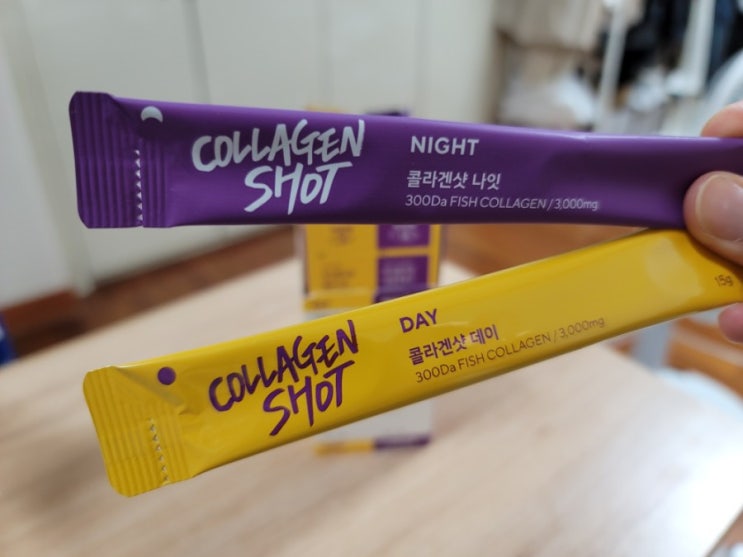 COLLAGEN
SHOT
NIGHT
콜라겐샷 나잇
300Da FISH COLLAGEN / 3,000mg
COLLAGEN
SHOT
DAY
콜라겐샷 데이
300Da FISH COLLAGEN / 3,000mg
15g